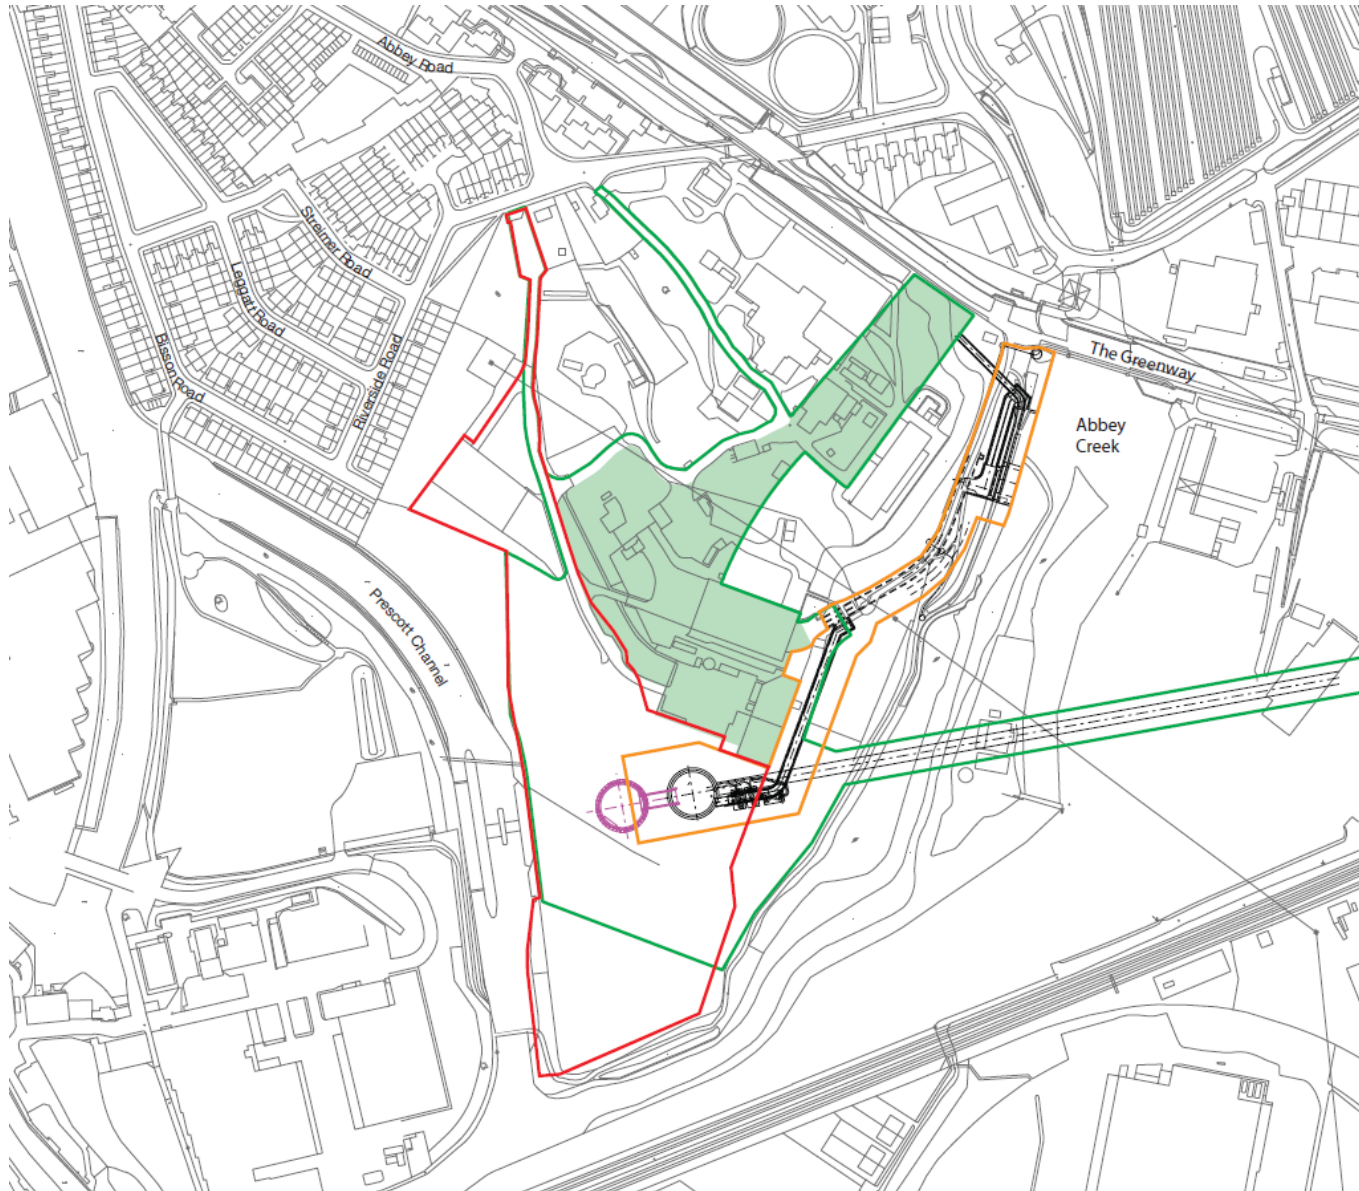 Abbey Road
Streimer Road
Leggatt Road
Riverside Road
Bisson Road
The Greenway
Abbey
Creek
Prescott Channel